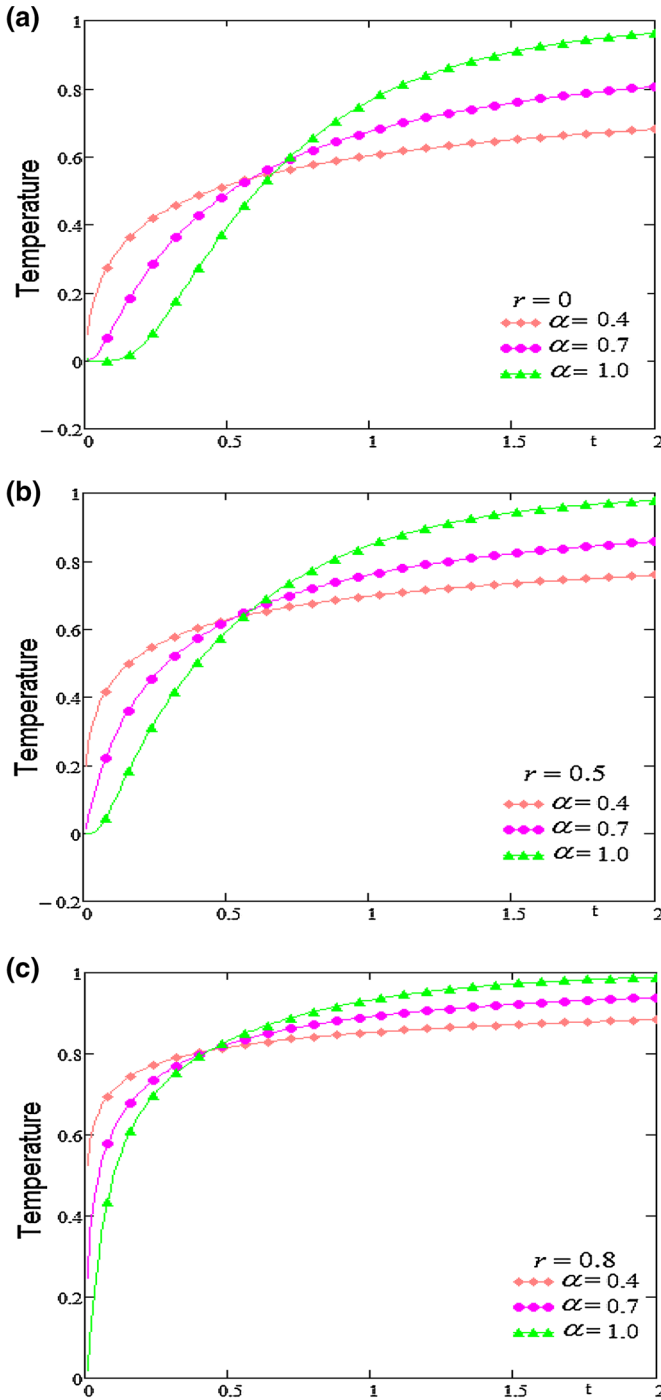 (a)
1
0.8
0.6
0.4
0.2
0
−0.2
Temperature
r = 0
α = 0.4
α = 0.7
α = 1.0
0 0.5 1 1.5 t 2
(b)
1
0.8
0.6
0.4
0.2
0
−0.2
Temperature
r = 0.5
α = 0.4
α = 0.7
α = 1.0
0 0.5 1 1.5 t 2
(c)
1
0.8
0.6
0.4
0.2
0
Temperature
r = 0.8
α = 0.4
α = 0.7
α = 1.0
0 0.5 1 1.5 t 2